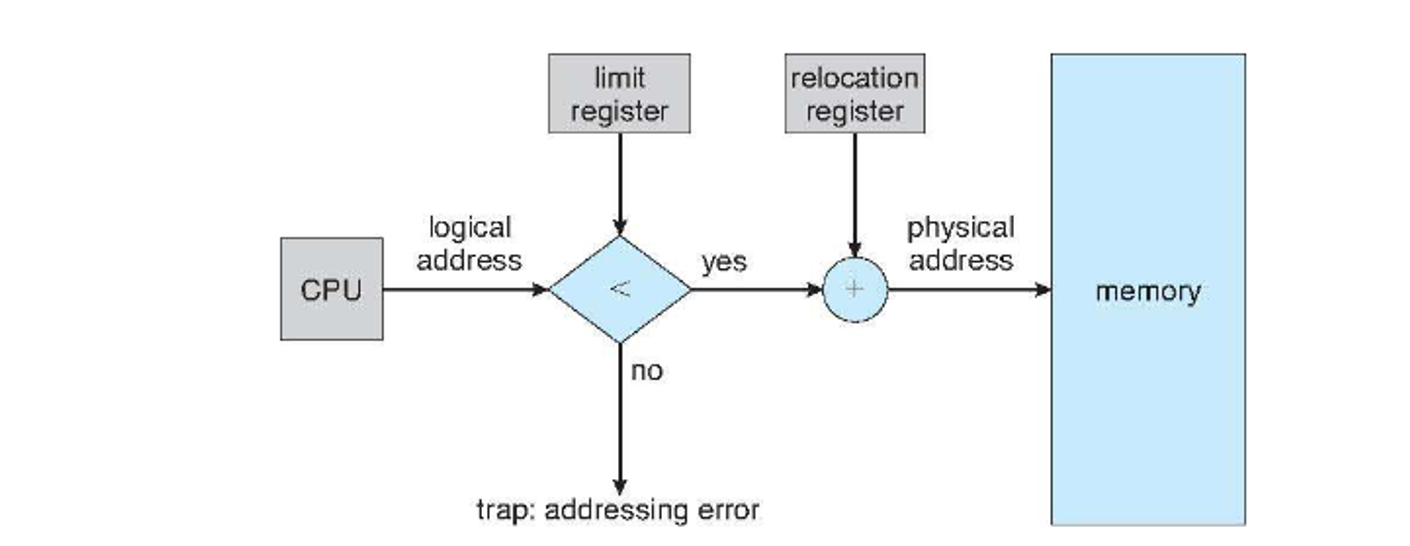 limit
register
relocation
register
logical
address
yes
physical
address
CPU
<
+
memory
no
trap: addressing error